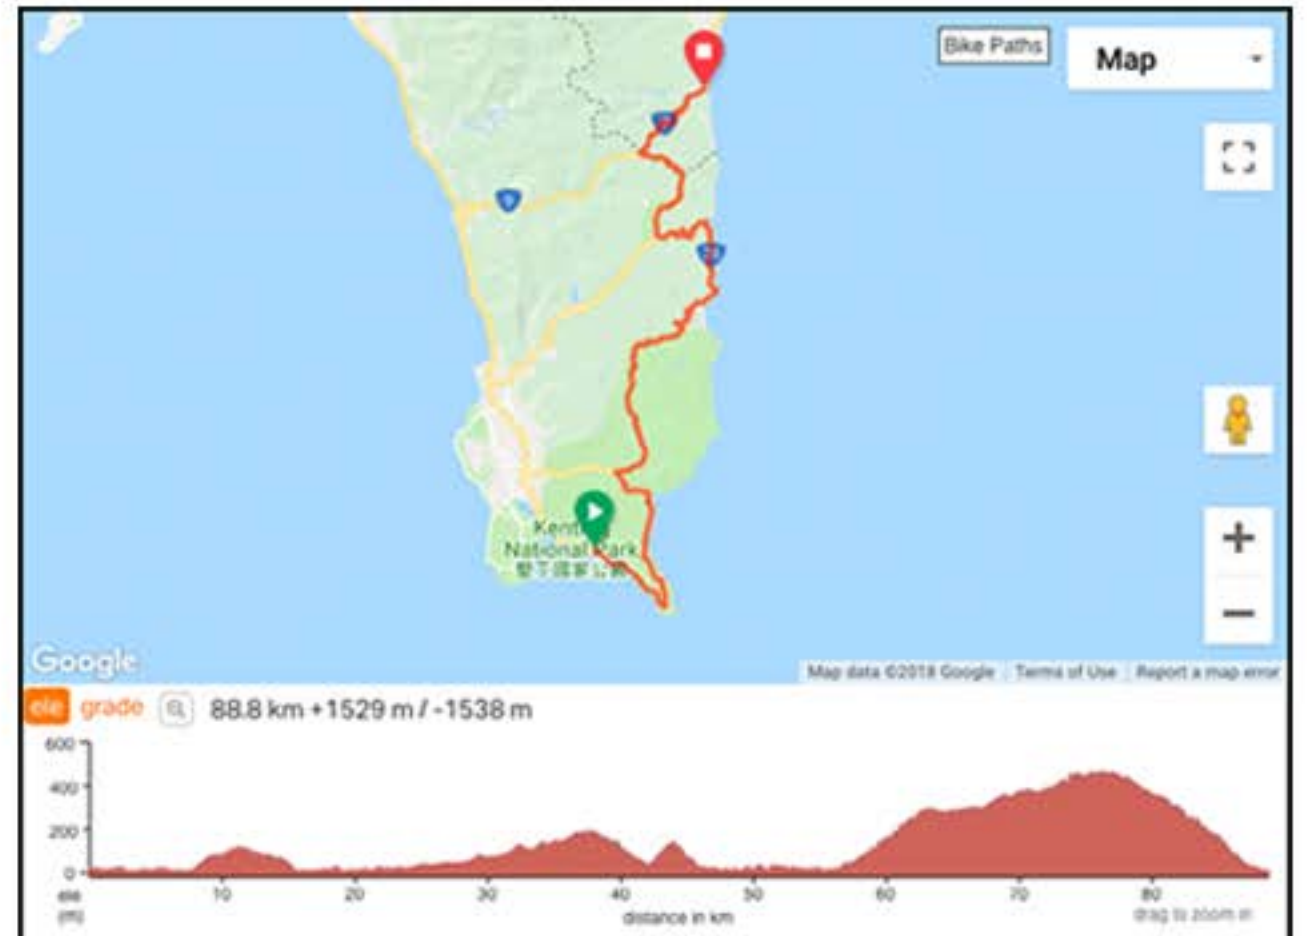 Bike Paths
Map
9
Kenting
National Park
墾丁國家公園
Google
Map data ©2018 Google
Terms of Use
Report a map error
ele grade 88.8 km +1529 m / -1538 m
600
400
200
0
10 20 30 40 50 60 70 80
ele
(m)
distance in km
drag to zoom in